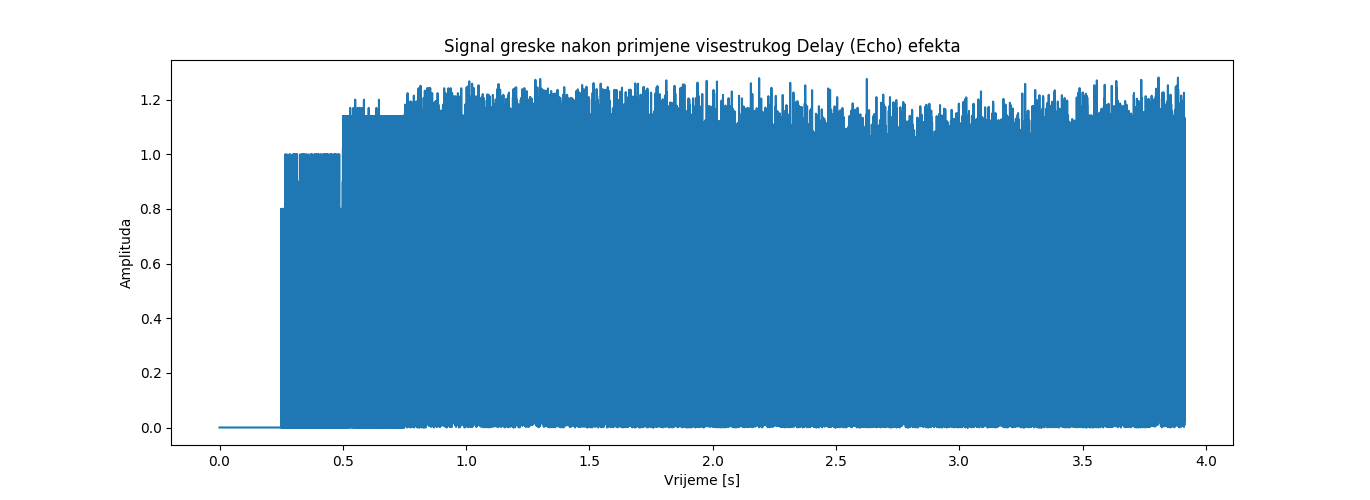 Signal greske nakon primjene visestrukog Delay (Echo) efekta
Amplituda
1.2
1.0
0.8
0.6
0.4
0.2
0.0
0.0 0.5 1.0 1.5 2.0 2.5 3.0 3.5 4.0
Vrijeme [s]